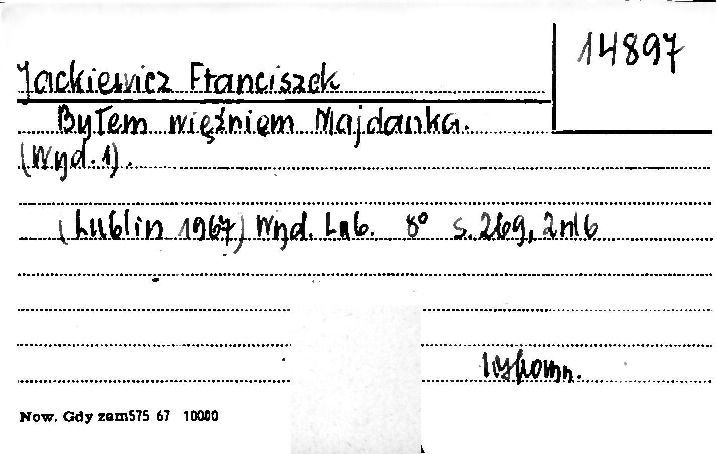 14897
Jackiewicz Franciszek
Byłem więźniem Majdanka.
(Wyd. 1).
(Lublin 1967) Wyd. Lub. 8° s. 269, 2nlb
Wspomn.
Now. Gdy zam575 67 10000